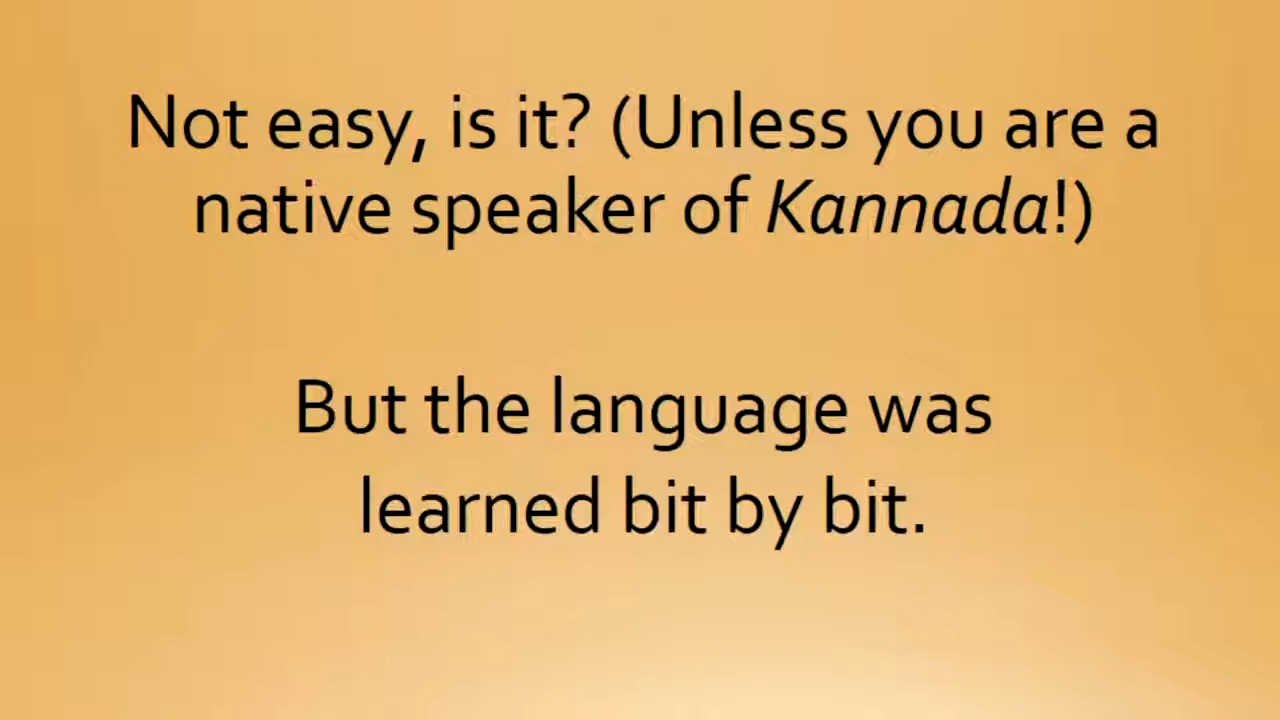 Not easy, is it? (Unless you are a
native speaker of Kannada!)
But the language was
learned bit by bit.